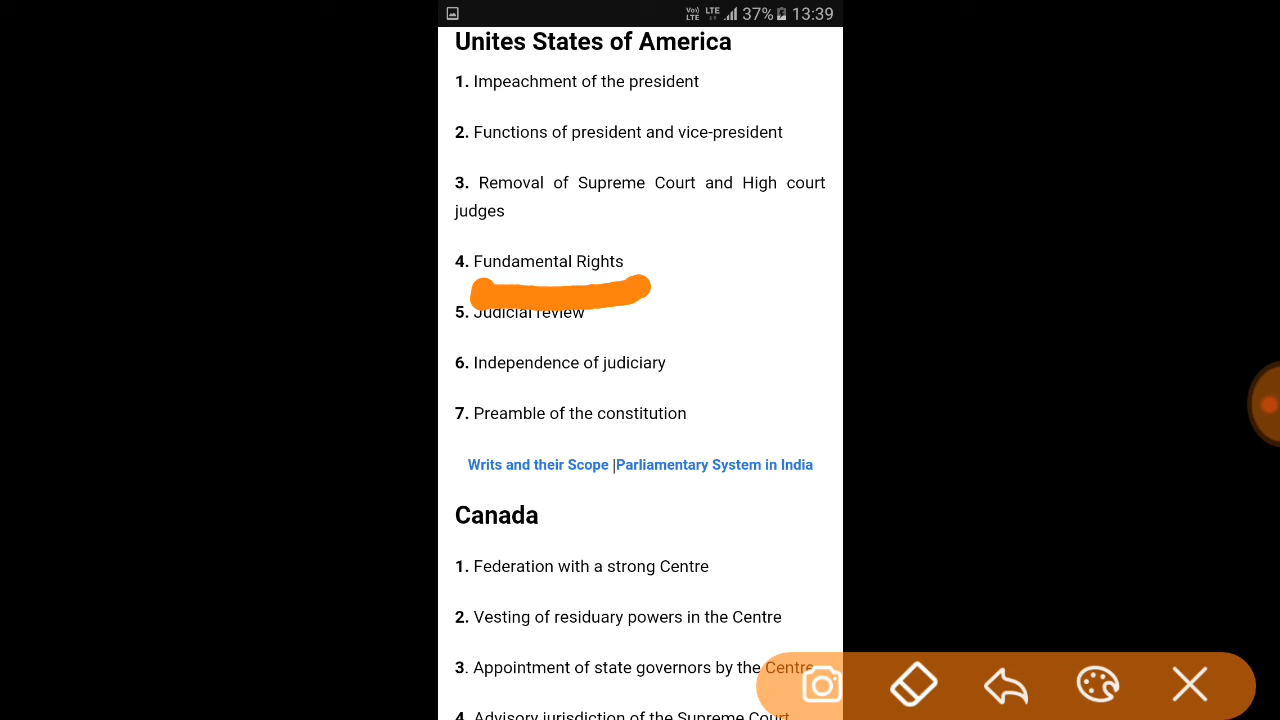 Vo) LTE LTE 37% 13:39
Unites States of America
1. Impeachment of the president
2. Functions of president and vice-president
3. Removal of Supreme Court and High court
judges
4. Fundamental Rights
5. Judicial review
6. Independence of judiciary
7. Preamble of the constitution
Writs and their Scope |Parliamentary System in India
Canada
1. Federation with a strong Centre
2. Vesting of residuary powers in the Centre
3. Appointment of state governors by the Centre
4. Advisory jurisdiction of the Supreme Court